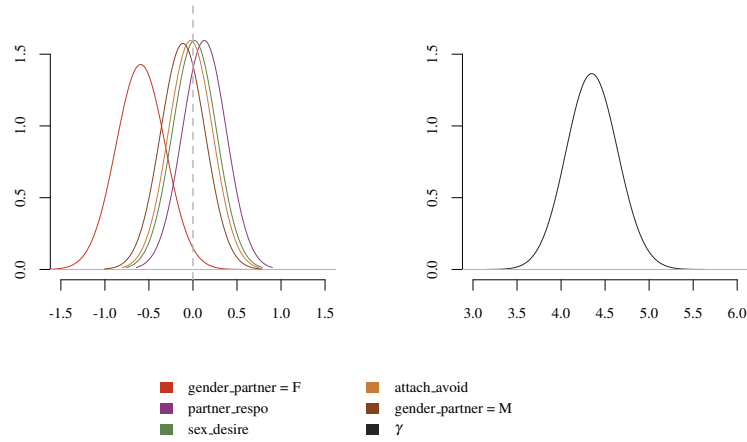 1.5
1.0
0.5
0.0
-1.5 -1.0 -0.5 0.0 0.5 1.0 1.5
1.5
1.0
0.5
0.0
3.0 3.5 4.0 4.5 5.0 5.5 6.0
gender_partner = F
partner_respo
sex_desire
attach_avoid
gender_partner = M
γ